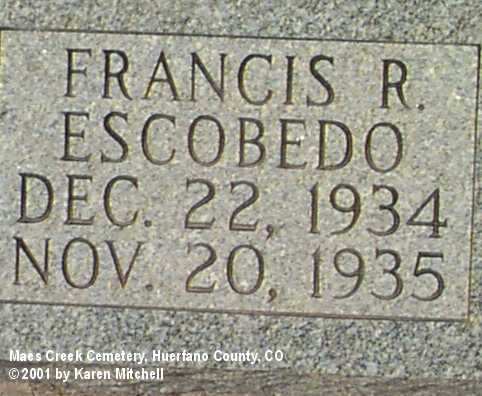 FRANCIS R.
ESCOBEDO
DEC. 22, 1934
NOV. 20, 1935
Maes Creek Cemetery, Huerfano County, CO
©2001 by Karen Mitchell